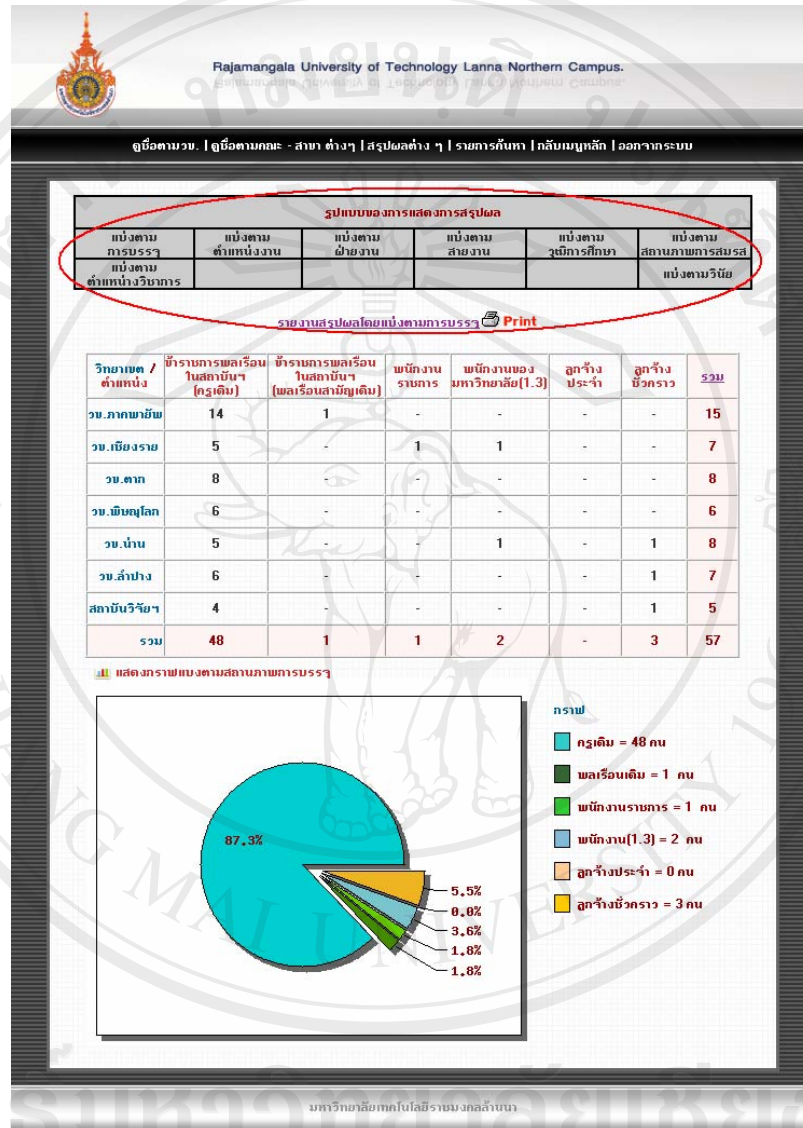 Rajamangala University of Technology Lanna Northern Campus.
ดูชื่อตามวข. | ดูชื่อตามคณะ - สาขา ต่างๆ | สรุปผลต่าง ๆ | รายการค้นหา | กลับเมนูหลัก | ออกจากระบบ
รูปแบบของการแสดงการสรุปผล
แบ่งตาม การบรรจุ แบ่งตาม ตำแหน่งงาน แบ่งตาม ฝ่ายงาน แบ่งตาม สายงาน แบ่งตาม วุฒิการศึกษา แบ่งตาม สถานภาพการสมรส
แบ่งตาม ตำแหน่างวิชาการ แบ่งตามวินัย
รายงานสรุปผลโดยแบ่งตามการบรรจุ Print
วิทยาเขต / ตำแหน่ง ข้าราชการพลเรือน ในสถาบันฯ (ครูเดิม) ข้าราชการพลเรือน ในสถาบันฯ (พลเรือนสามัญเดิม) พนักงาน ราชการ พนักงานของ มหาวิทยาลัย(1.3) ลูกจ้าง ประจำ ลูกจ้าง ชั่วคราว รวม
วข.ภาคพายัพ 14 1 - - - - 15
วข.เชียงราย 5 - 1 1 - - 7
วข.ตาก 8 - - - - - 8
วข.พิษณุโลก 6 - - - - - 6
วข.น่าน 5 - - 1 - 1 8
วข.ลำปาง 6 - - - - 1 7
สถาบันวิจัยฯ 4 - - - - 1 5
รวม 48 1 1 2 - 3 57
แสดงกราฟแบ่งตามสถานภาพการบรรจุ
กราฟ
ครูเดิม = 48 คน
พลเรือนเดิม = 1 คน
พนักงานราชการ = 1 คน
พนักงาน(1.3) = 2 คน
ลูกจ้างประจำ = 0 คน
ลูกจ้างชั่วคราว = 3 คน
87.3%
5.5%
0.0%
3.6%
1.8%
1.8%
มหาวิทยาลัยเทคโนโลยีราชมงคลล้านนา